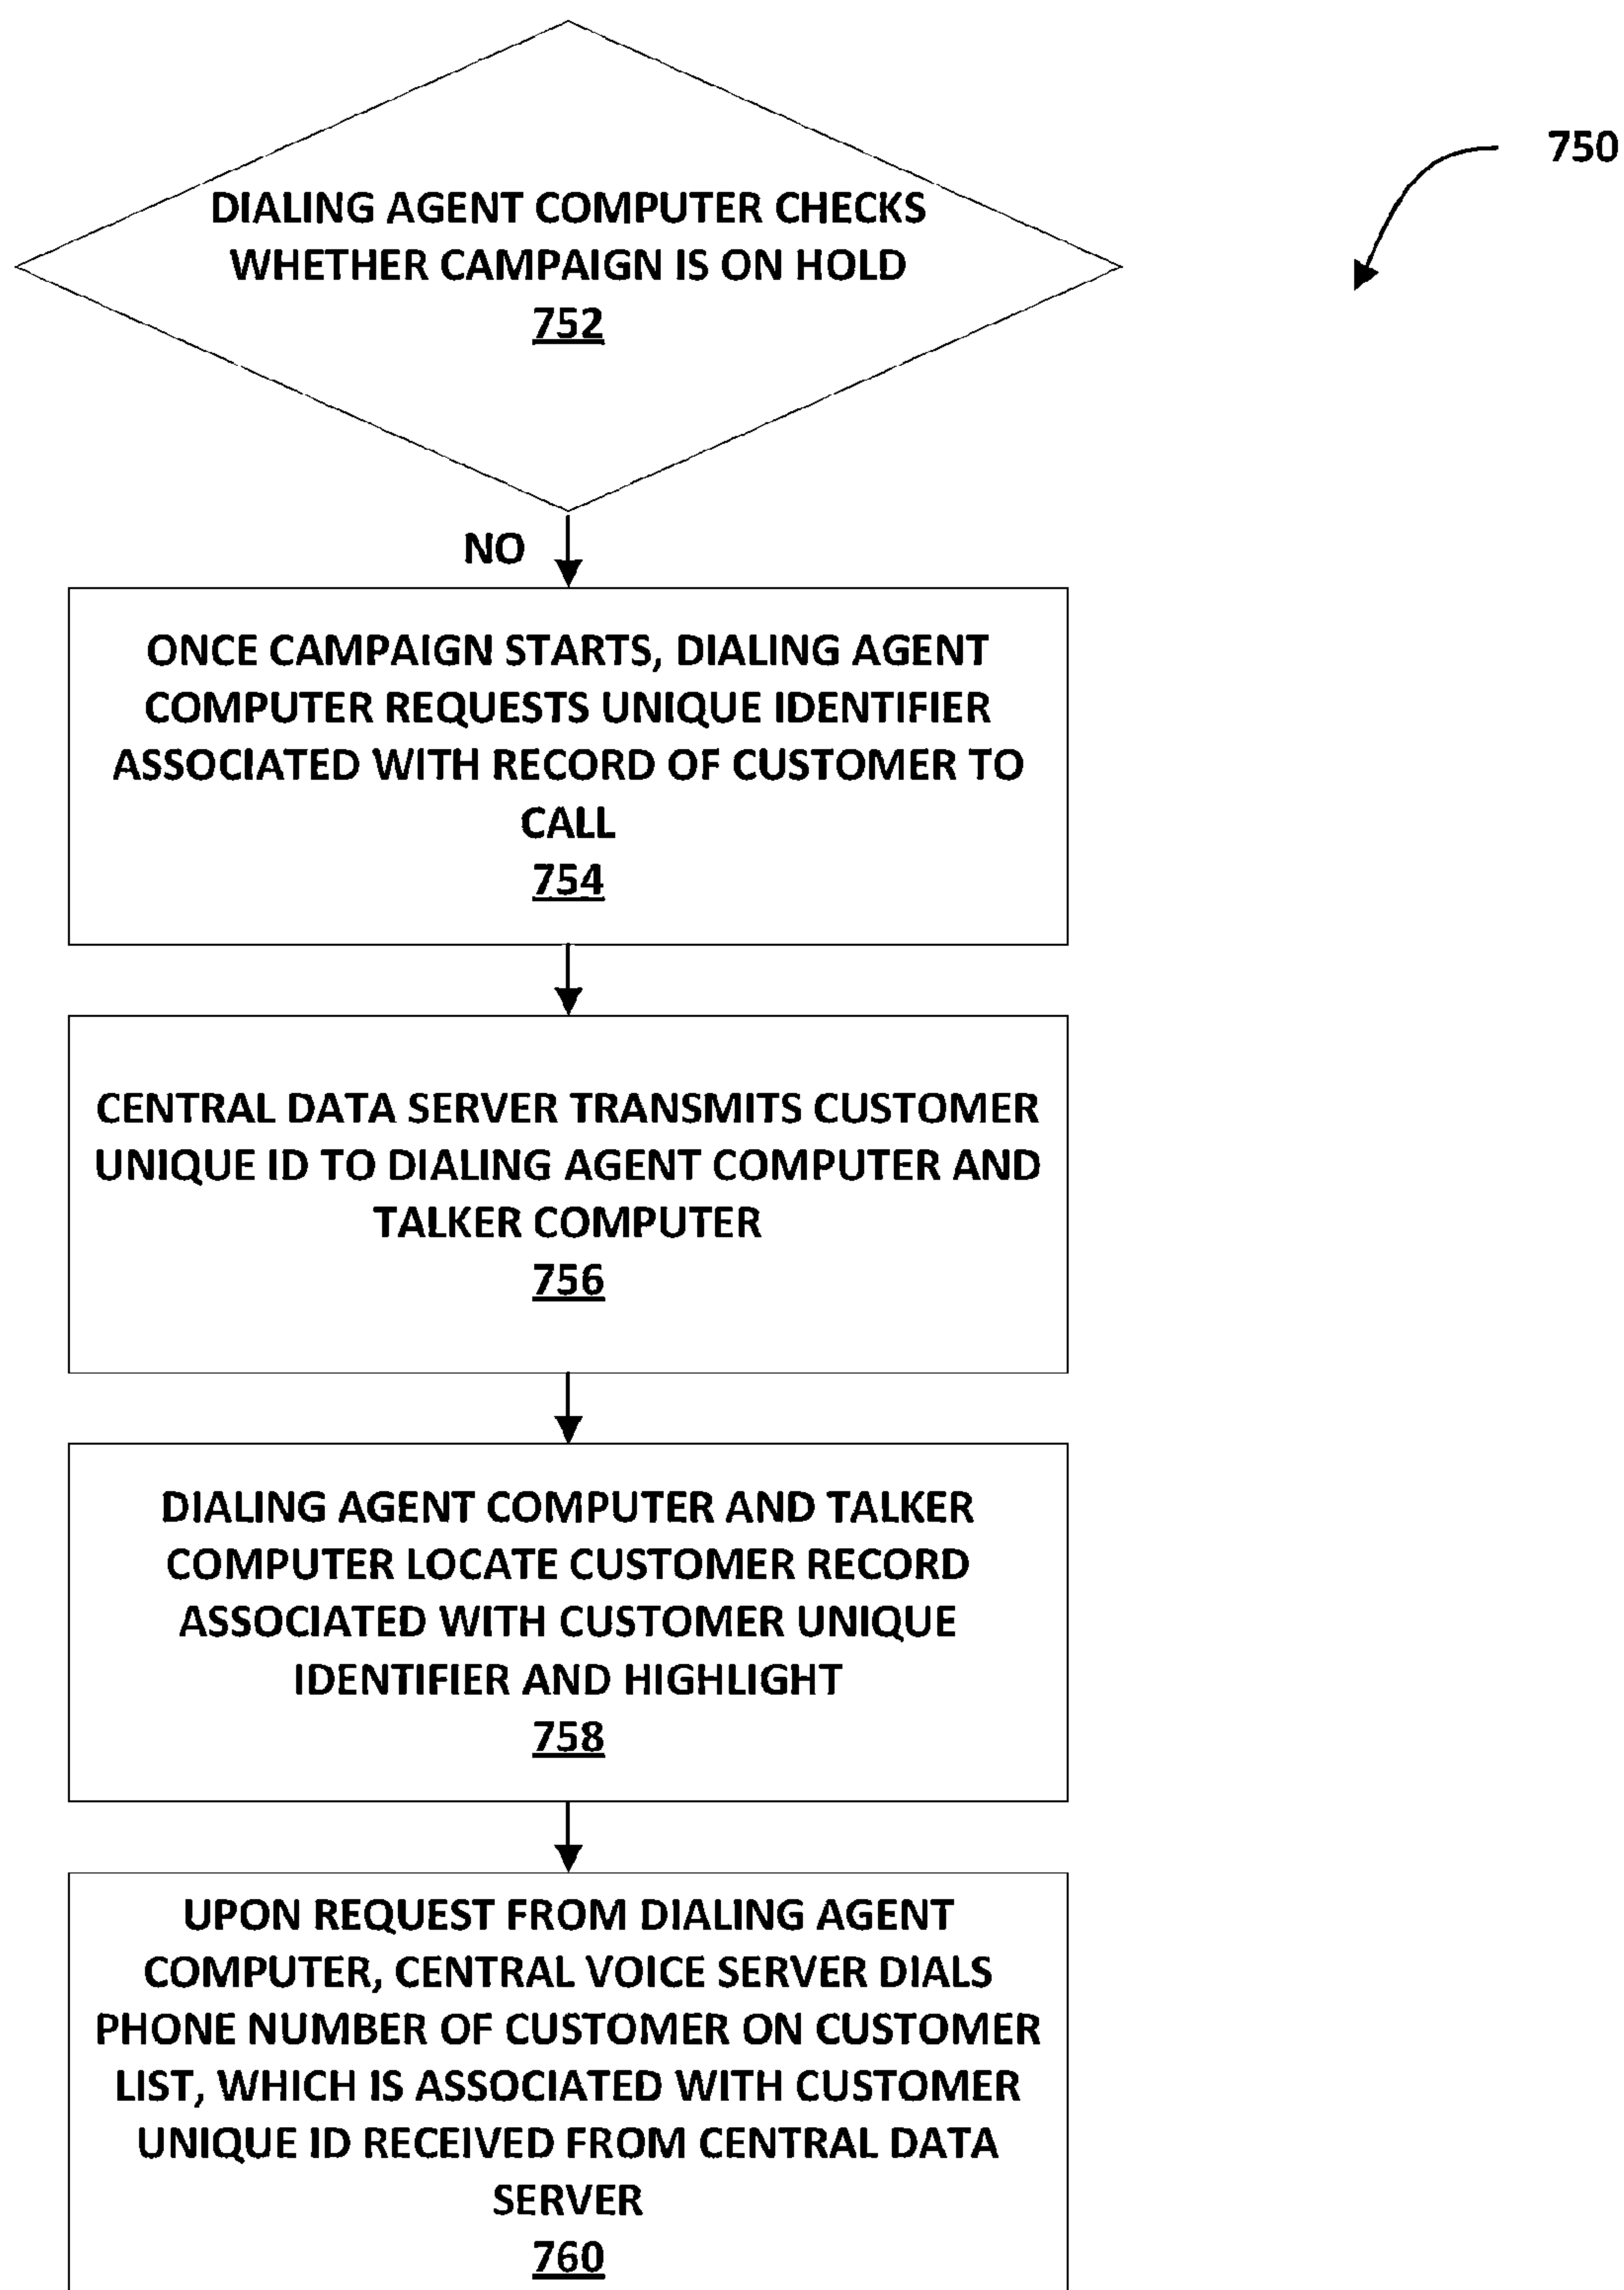 DIALING AGENT COMPUTER CHECKS
WHETHER CAMPAIGN IS ON HOLD
752
750
NO
ONCE CAMPAIGN STARTS, DIALING AGENT
COMPUTER REQUESTS UNIQUE IDENTIFIER
ASSOCIATED WITH RECORD OF CUSTOMER TO
CALL
754
CENTRAL DATA SERVER TRANSMITS CUSTOMER
UNIQUE ID TO DIALING AGENT COMPUTER AND
TALKER COMPUTER
756
DIALING AGENT COMPUTER AND TALKER
COMPUTER LOCATE CUSTOMER RECORD
ASSOCIATED WITH CUSTOMER UNIQUE
IDENTIFIER AND HIGHLIGHT
758
UPON REQUEST FROM DIALING AGENT
COMPUTER, CENTRAL VOICE SERVER DIALS
PHONE NUMBER OF CUSTOMER ON CUSTOMER
LIST, WHICH IS ASSOCIATED WITH CUSTOMER
UNIQUE ID RECEIVED FROM CENTRAL DATA
SERVER
760